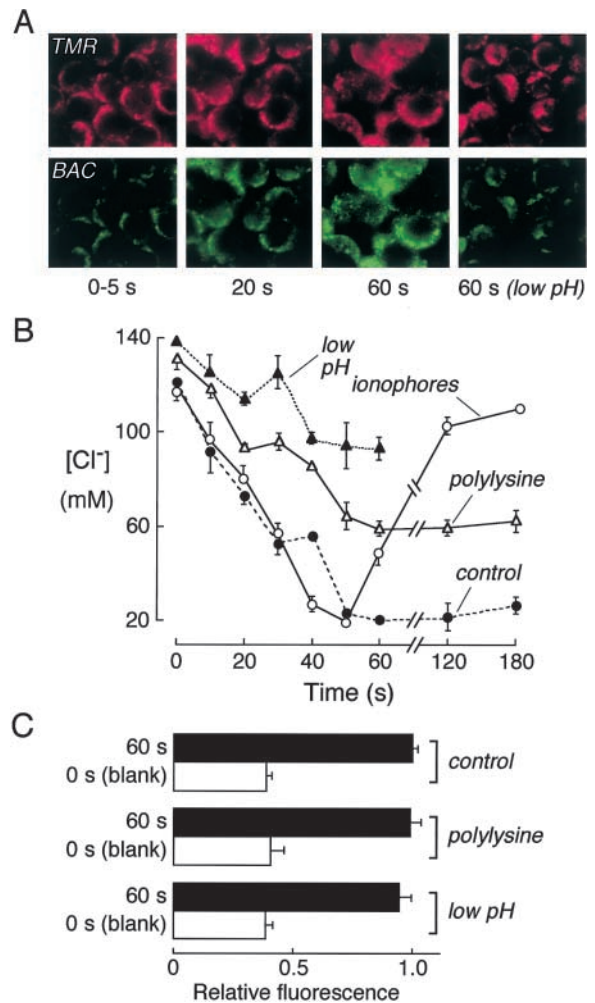 A
TMR
BAC
0-5 s 20 s 60 s 60 s (low pH)
B
140
100
60
20
[Cl⁻]
(mM)
low
pH
ionophores
polylysine
control
0 20 40 60 120 180
Time (s)
C
60 s
0 s (blank)
control
60 s
0 s (blank)
polylysine
60 s
0 s (blank)
low pH
0 0.5 1.0
Relative fluorescence